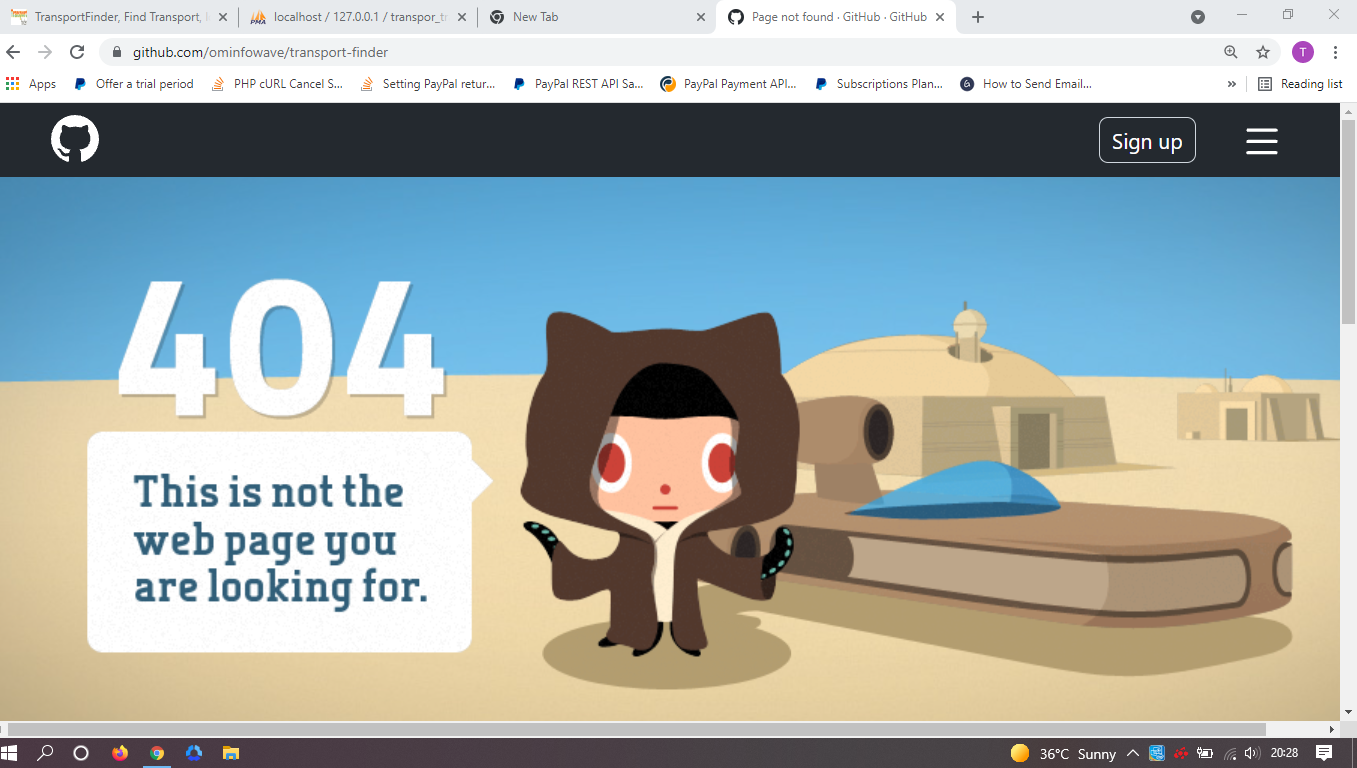 TransportFinder, Find Transport,
localhost / 127.0.0.1 / transpor_t
New Tab
Page not found · GitHub · GitHub
github.com/ominfowave/transport-finder
T
Apps
Offer a trial period
PHP cURL Cancel S...
Setting PayPal retur...
PayPal REST API Sa...
PayPal Payment API...
Subscriptions Plan...
How to Send Email...
»
Reading list
Sign up
404
This is not the
web page you
are looking for.
36°C Sunny
20:28